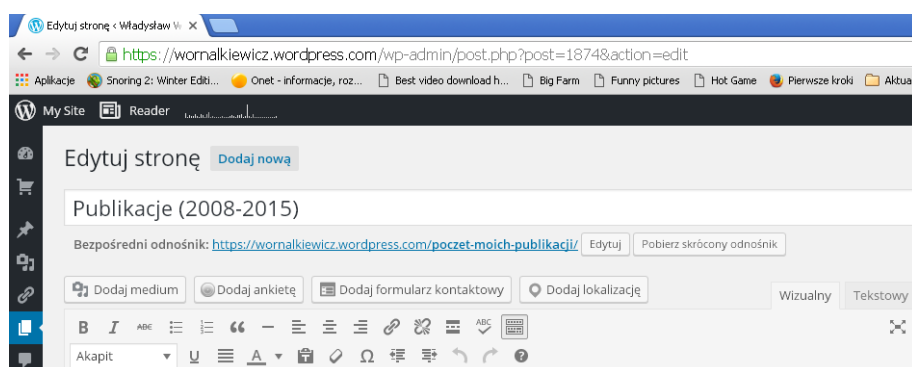 Edytuj stronę ‹ Władysław W
https://wornalkiewicz.wordpress.com/wp-admin/post.php?post=1874&action=edit
Aplikacje Snoring 2: Winter Editi... Onet - informacje, roz... Best video download h... Big Farm Funny pictures Hot Game Pierwsze kroki Aktua
My Site Reader
Edytuj stronę Dodaj nową
Publikacje (2008-2015)
Bezpośredni odnośnik: https://wornalkiewicz.wordpress.com/poczet-moich-publikacji/ Edytuj Pobierz skrócony odnośnik
Dodaj medium Dodaj ankietę Dodaj formularz kontaktowy Dodaj lokalizację Wizualny Tekstowy
B I ABC ABC
Akapit U A Ω